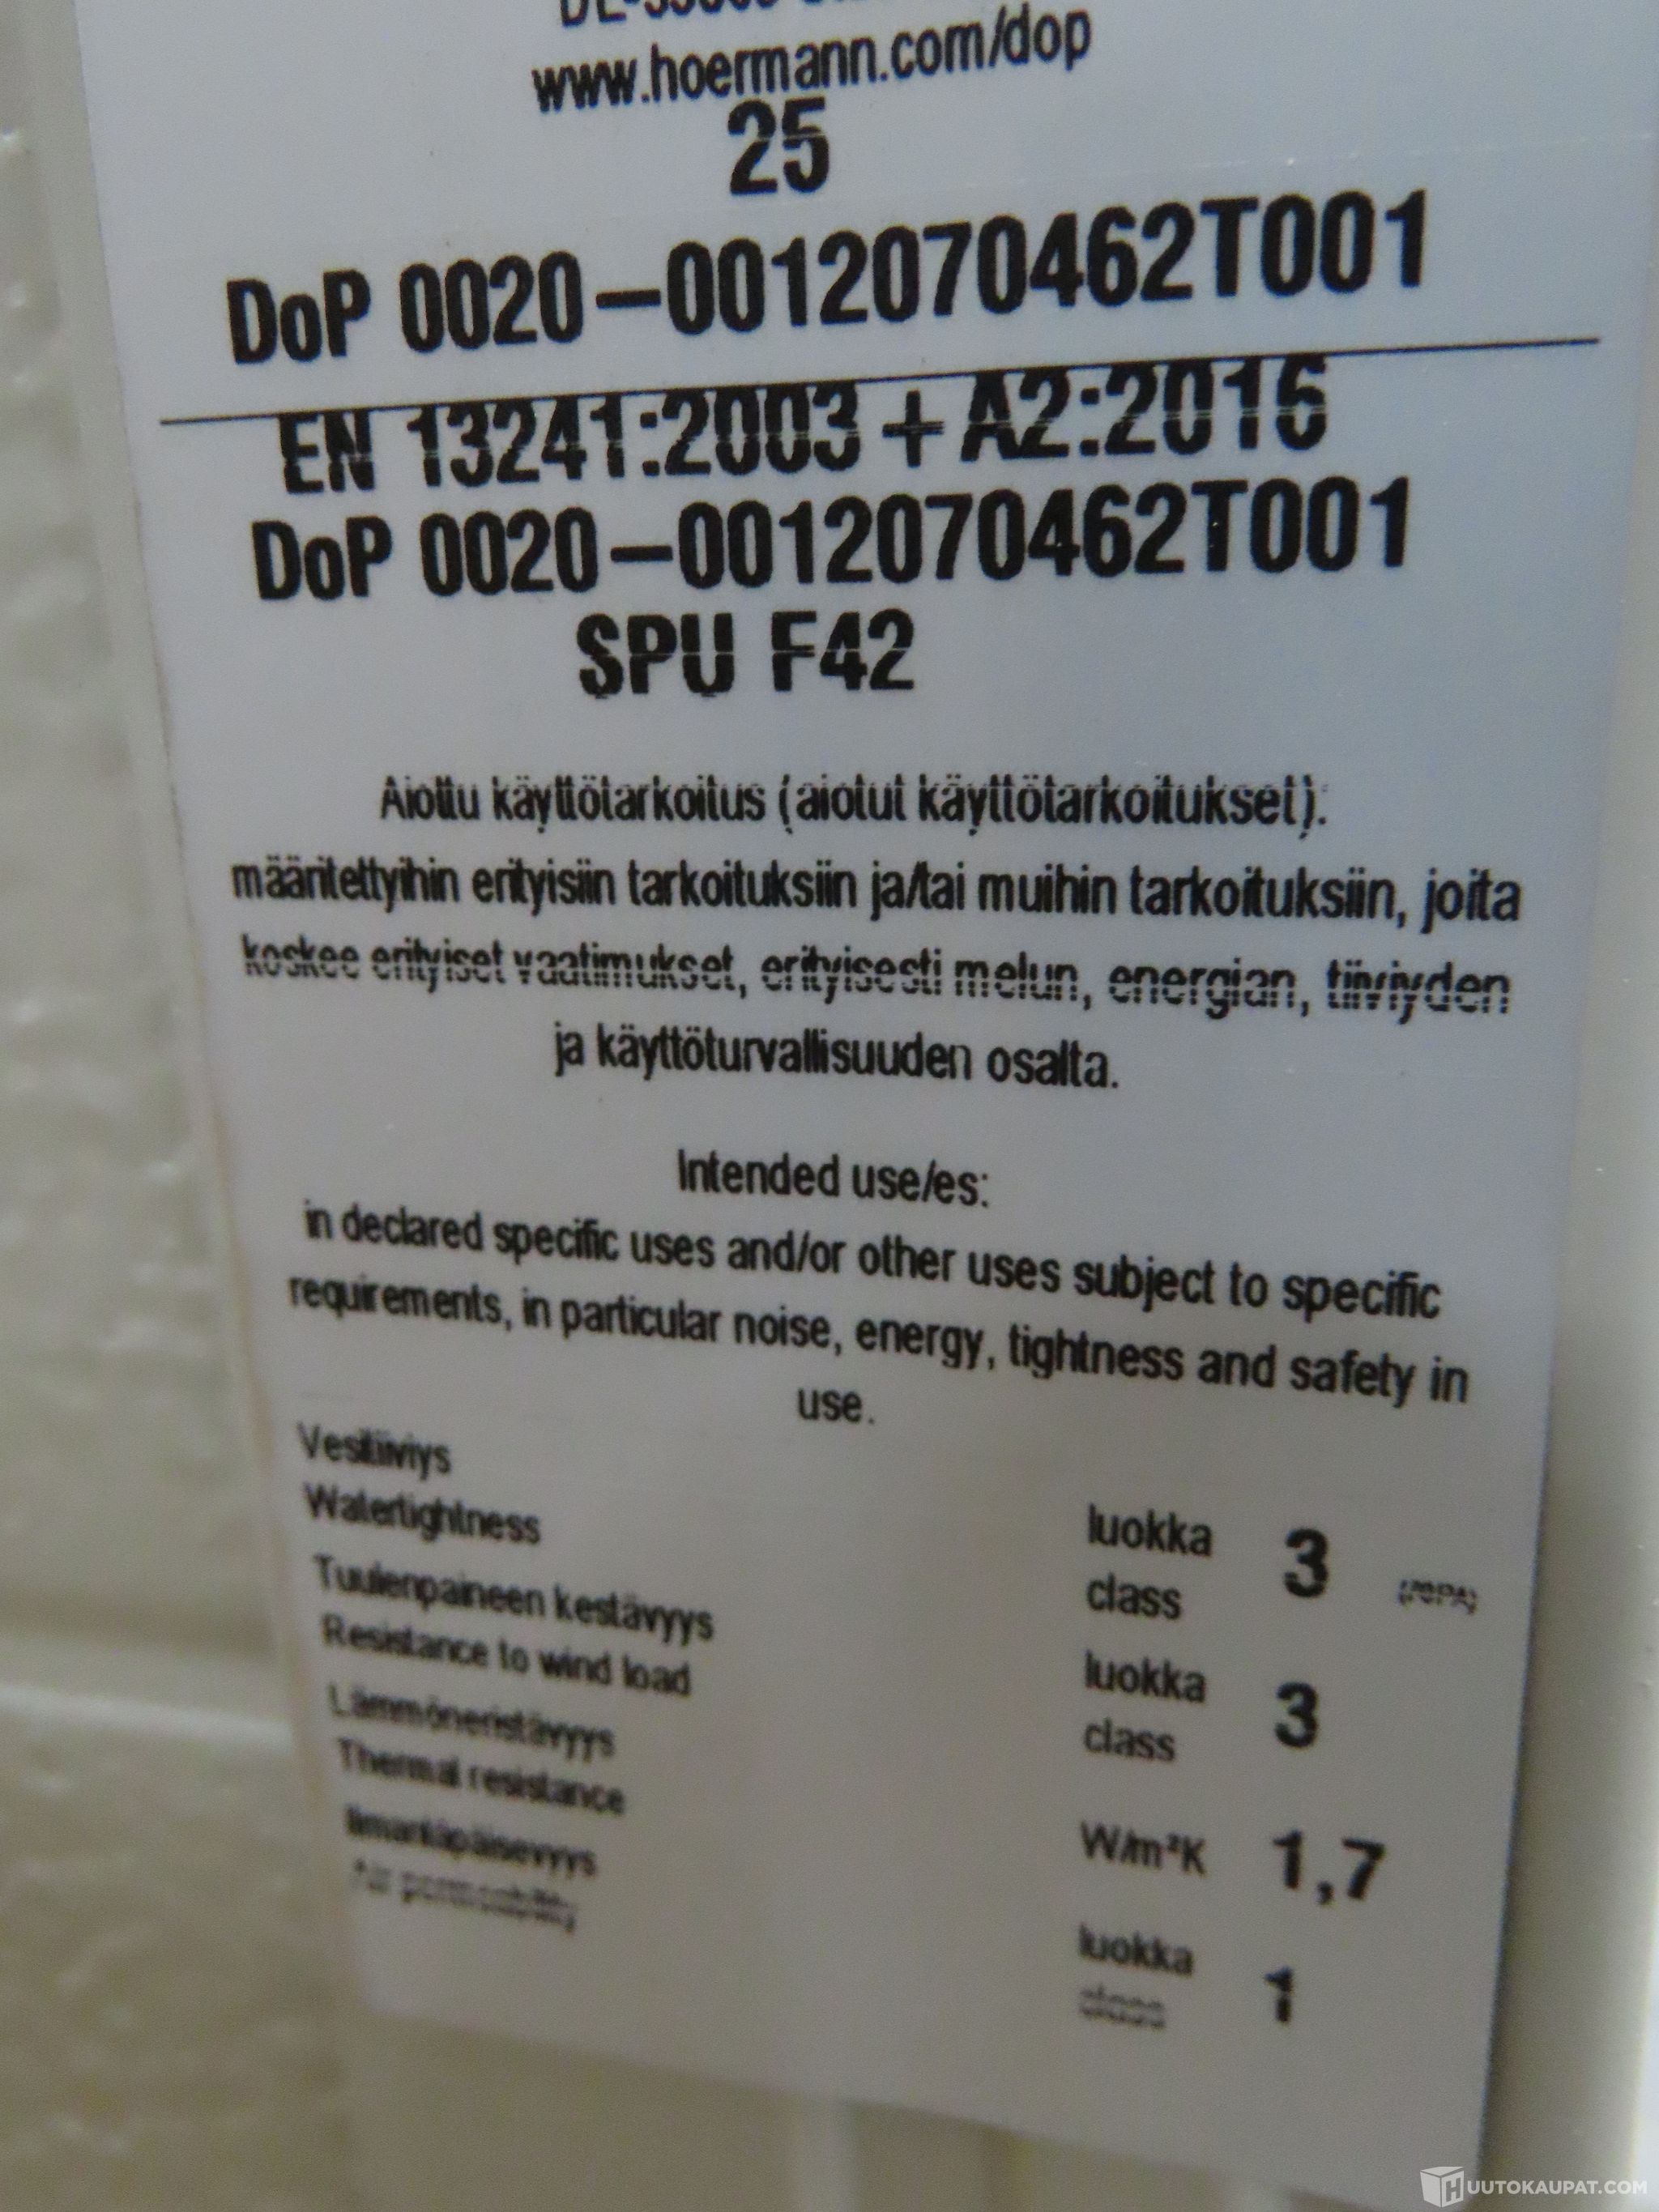 www.hoermann.com/dop
25
DoP 0020-0012070462T001
EN 13241:2003 + A2:2016
DoP 0020-0012070462T001
SPU F42
Aiottu käyttötarkoitus (aiotut käyttötarkoitukset):
määritettyihin erityisiin tarkoituksiin ja/tai muihin tarkoituksiin, joita
koskee erityiset vaatimukset, erityisesti melun, energian, tiiviyden
ja käyttöturvallisuuden osalta.
Intended use/es:
in declared specific uses and/or other uses subject to specific
requirements, in particular noise, energy, tightness and safety in
use.
Vesitiiviys
Watertightness
luokka
class
3
(70PA)
Tuulenpaineen kestävyys
Resistance to wind load
luokka
class
3
Lämmöneristävyys
Thermal resistance
W/m²K 1,7
Ilmanläpäisevyys
Air permeability
luokka
class
1
HUUTOKAUPAT.COM